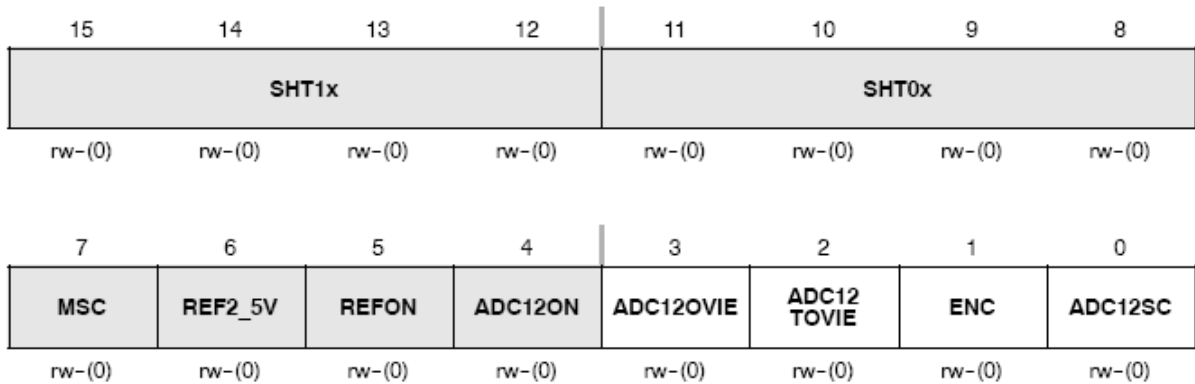 15 14 13 12 11 10 9 8
SHT1x SHT0x
rw-(0) rw-(0) rw-(0) rw-(0) rw-(0) rw-(0) rw-(0) rw-(0)
7 6 5 4 3 2 1 0
MSC REF2_5V REFON ADC12ON ADC12OVIE ADC12 TOVIE ENC ADC12SC
rw-(0) rw-(0) rw-(0) rw-(0) rw-(0) rw-(0) rw-(0) rw-(0)